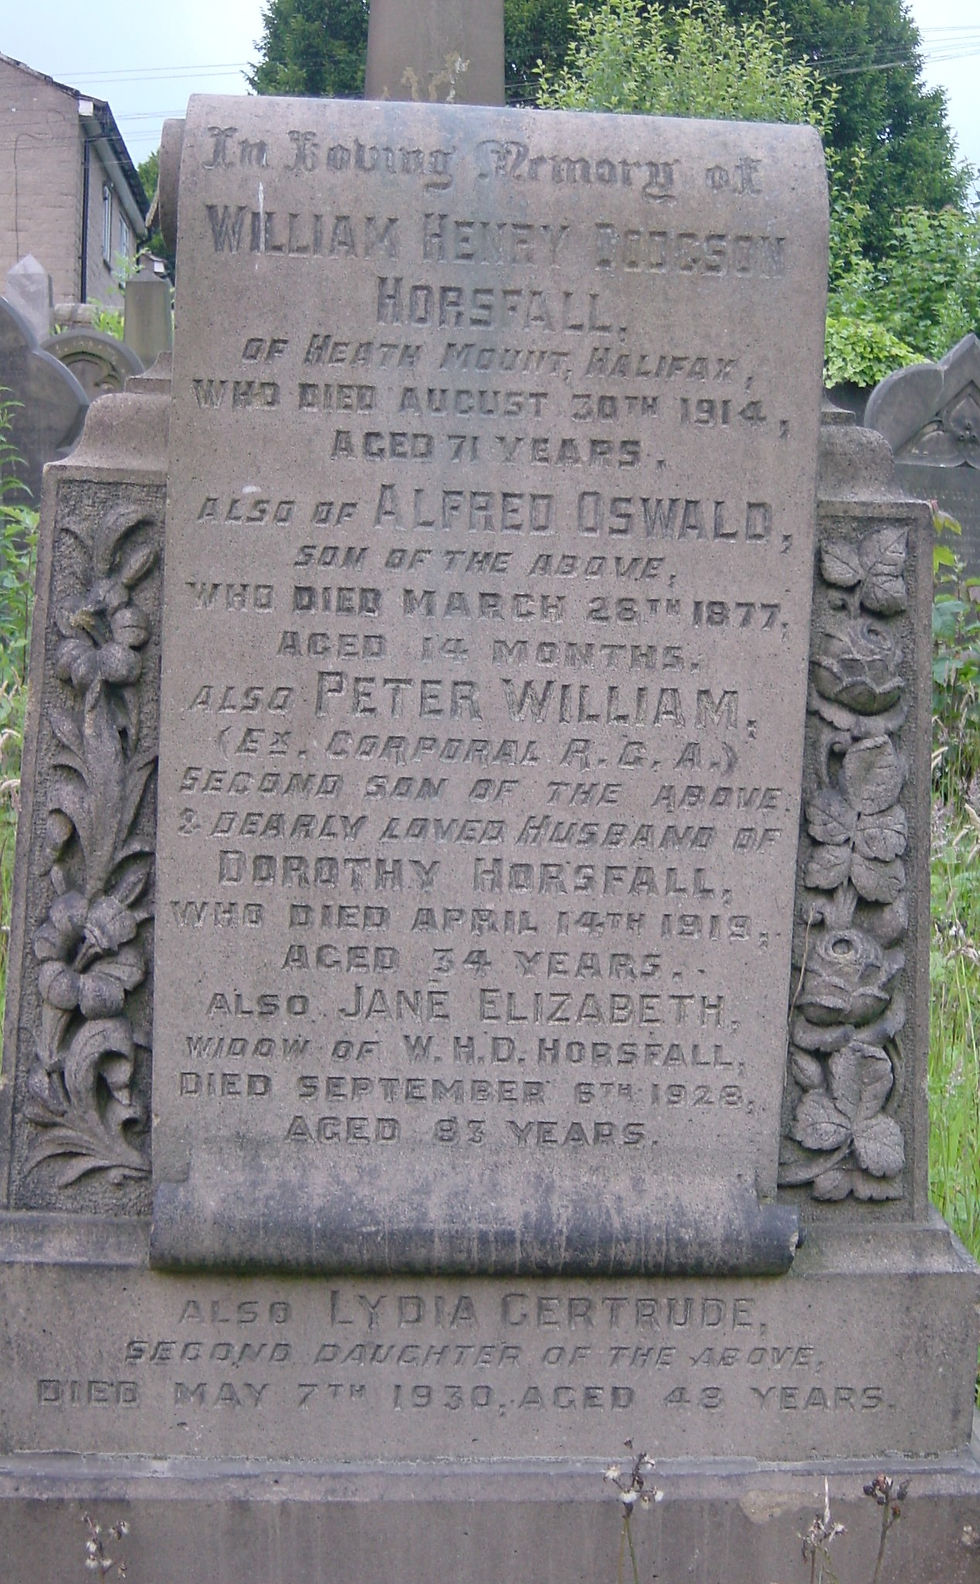 In Loving Memory of
WILLIAM HENRY DODGSON
HORSFALL,
OF HEATH MOUNT, HALIFAX,
WHO DIED AUGUST 30TH 1914,
AGED 71 YEARS.
ALSO OF ALFRED OSWALD,
SON OF THE ABOVE,
WHO DIED MARCH 26TH 1877,
AGED 14 MONTHS.
ALSO PETER WILLIAM,
(EX. CORPORAL R.G.A.)
SECOND SON OF THE ABOVE
& DEARLY LOVED HUSBAND OF
DOROTHY HORSFALL,
WHO DIED APRIL 14TH 1919,
AGED 34 YEARS.
ALSO JANE ELIZABETH,
WIDOW OF W.H.D. HORSFALL,
DIED SEPTEMBER 6TH 1928,
AGED 83 YEARS.
ALSO LYDIA GERTRUDE,
SECOND DAUGHTER OF THE ABOVE,
DIED MAY 7TH 1930, AGED 48 YEARS.